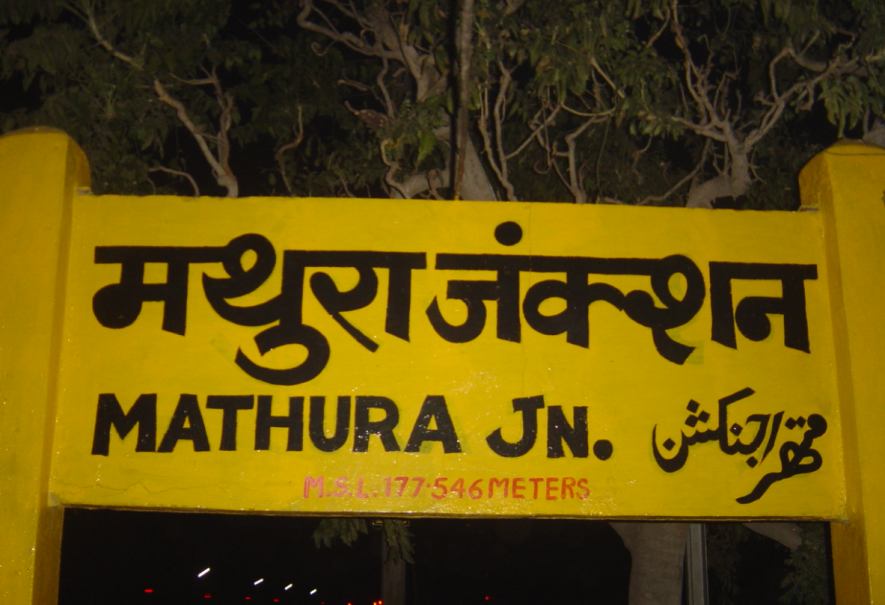 मथुरा जंक्शन
MATHURA JN. متھرا جنکشن
M.S.L. 177.546 METERS